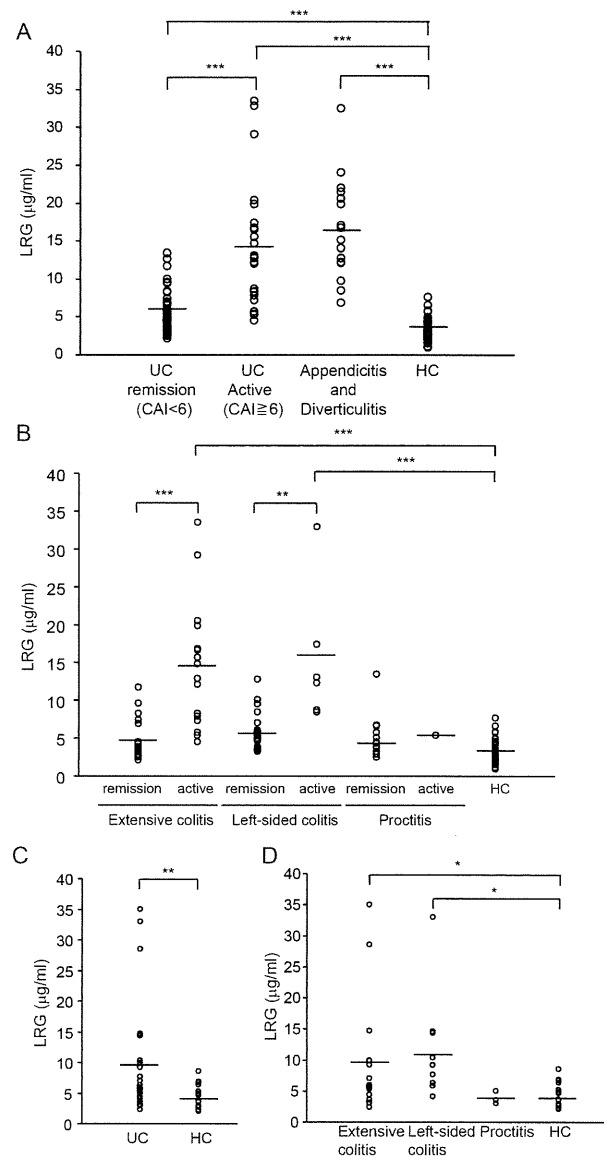 A
***
***
***
***
40
35
30
25
20
15
10
5
0
LRG (μg/ml)
UC remission (CAI<6)
UC Active (CAI≧6)
Appendicitis and Diverticulitis
HC
B
***
***
***
**
40
35
30
25
20
15
10
5
0
LRG (μg/ml)
remission active remission active remission active HC
Extensive colitis Left-sided colitis Proctitis
C
**
40
35
30
25
20
15
10
5
0
LRG (μg/ml)
UC HC
D
*
*
40
35
30
25
20
15
10
5
0
LRG (μg/ml)
Extensive colitis
Left-sided colitis
Proctitis
HC